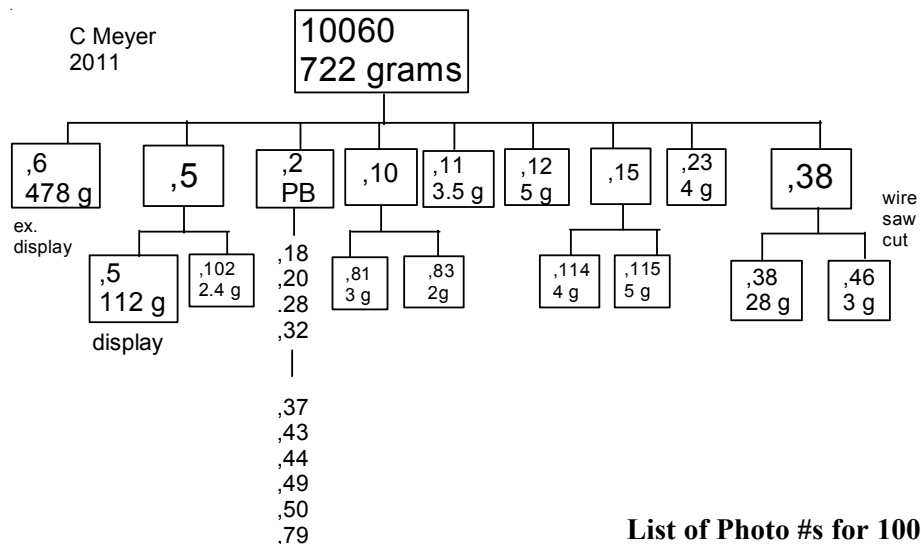 C Meyer
2011
10060
722 grams
,6
478 g
,5
,2
PB
,10
,11
3.5 g
,12
5 g
,15
,23
4 g
,38
ex.
display
wire
saw
cut
,5
112 g
,102
2.4 g
display
,18
,20
.28
,32
,81
3 g
,83
2g
,114
4 g
,115
5 g
,38
28 g
,46
3 g
,37
,43
,44
,49
,50
,79
List of Photo #s for 100